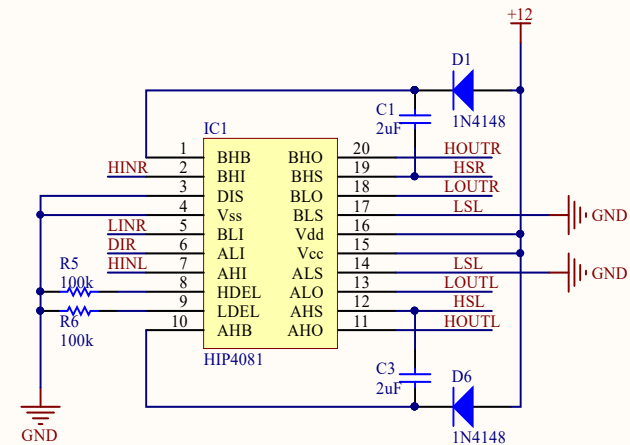 +12
D1
C1
2uF
1N4148
IC1
1 BHB BHO 20 HOUTR
HINR 2 BHI BHS 19 HSR
3 DIS BLO 18 LOUTR
4 Vss BLS 17 LSL GND
LINR 5 BLI Vdd 16
DIR 6 ALI Vcc 15
HINL 7 AHI ALS 14 LSL GND
R5
100k
8 HDEL ALO 13 LOUTL
9 LDEL AHS 12 HSL
R6
100k
10 AHB AHO 11 HOUTL
HIP4081
C3
2uF
D6
1N4148
GND